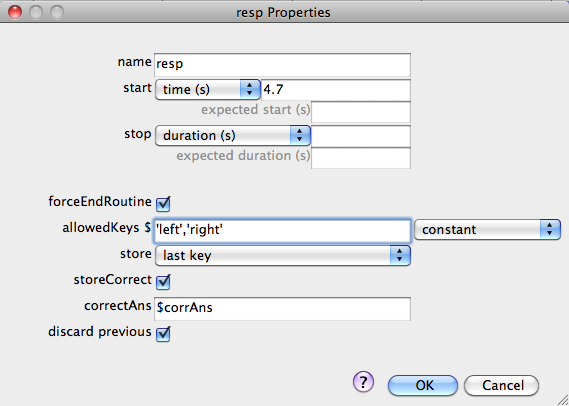 resp Properties
name resp
start time (s) 4.7
expected start (s)
stop duration (s)
expected duration (s)
forceEndRoutine
allowedKeys $ 'left','right' constant
store last key
storeCorrect
correctAns $corrAns
discard previous
? OK Cancel